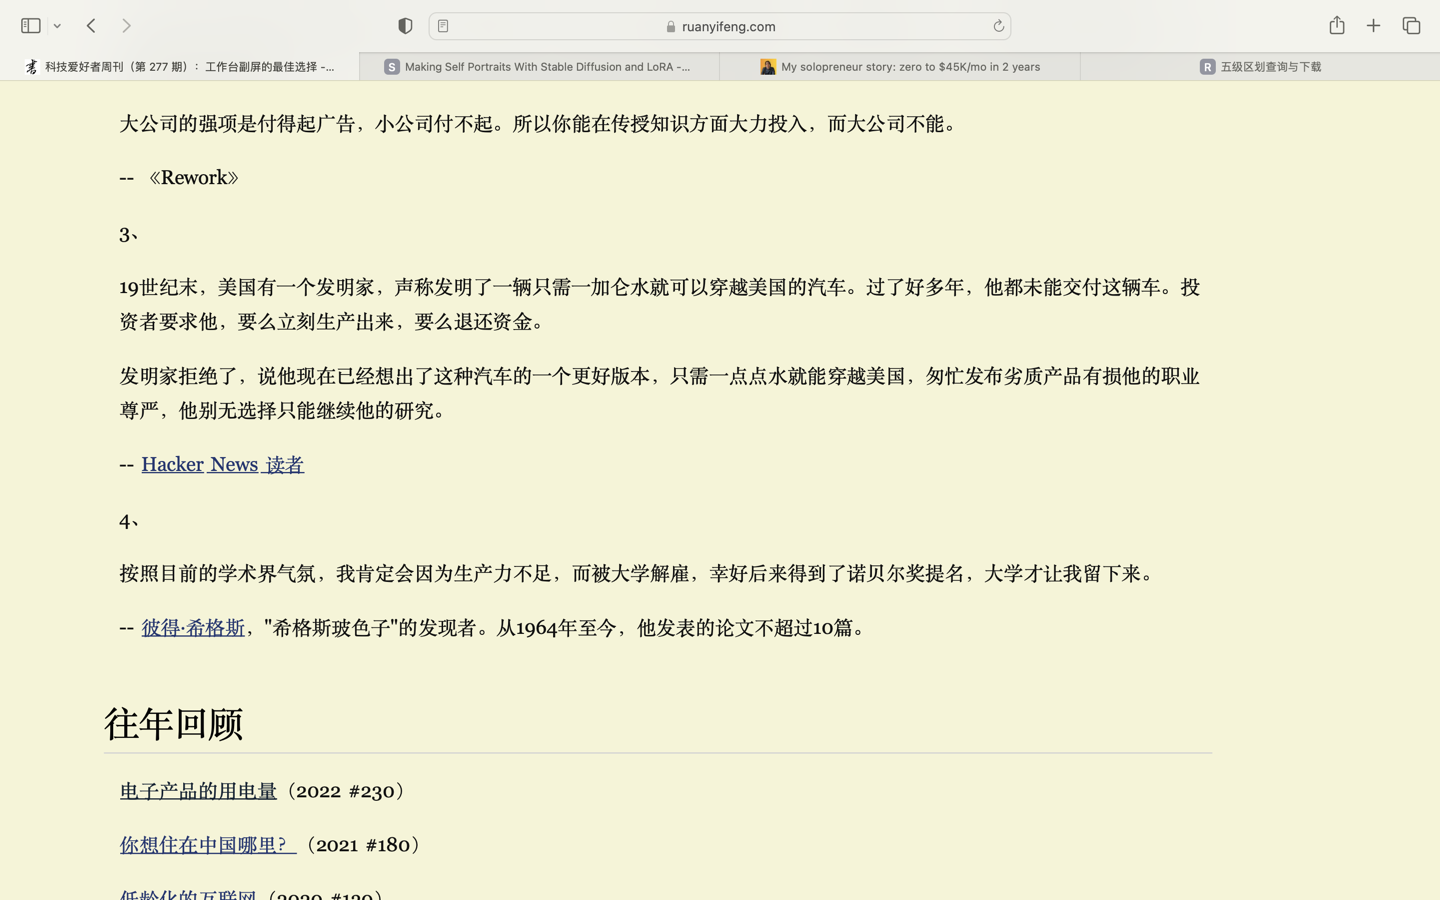 ruanyifeng.com
科技爱好者周刊（第 277 期）：工作台副屏的最佳选择 -...
S Making Self Portraits With Stable Diffusion and LoRA -...
My solopreneur story: zero to $45K/mo in 2 years
R 五级区划查询与下载
大公司的强项是付得起广告，小公司付不起。所以你能在传授知识方面大力投入，而大公司不能。
-- 《Rework》
3、
19世纪末，美国有一个发明家，声称发明了一辆只需一加仑水就可以穿越美国的汽车。过了好多年，他都未能交付这辆车。投
资者要求他，要么立刻生产出来，要么退还资金。
发明家拒绝了，说他现在已经想出了这种汽车的一个更好版本，只需一点点水就能穿越美国，匆忙发布劣质产品有损他的职业
尊严，他别无选择只能继续他的研究。
-- Hacker News 读者
4、
按照目前的学术界气氛，我肯定会因为生产力不足，而被大学解雇，幸好后来得到了诺贝尔奖提名，大学才让我留下来。
-- 彼得·希格斯，"希格斯玻色子"的发现者。从1964年至今，他发表的论文不超过10篇。
往年回顾
电子产品的用电量（2022 #230）
你想住在中国哪里？（2021 #180）
低龄化的互联网（2020 #130）